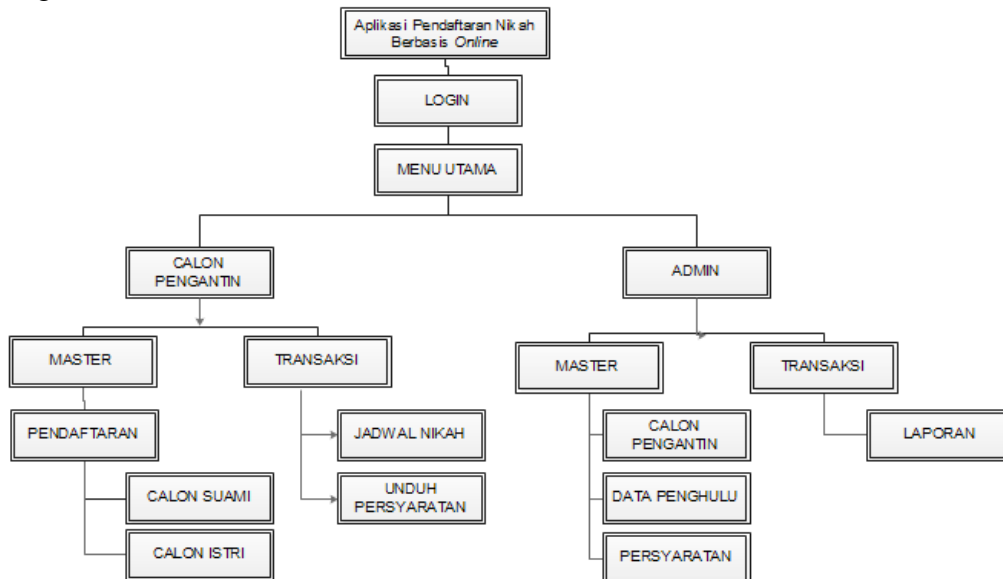 Aplikasi Pendaftaran Nikah
Berbasis Online
LOGIN
MENU UTAMA
CALON
PENGANTIN
ADMIN
MASTER
TRANSAKSI
MASTER
TRANSAKSI
PENDAFTARAN
JADWAL NIKAH
CALON
PENGANTIN
LAPORAN
CALON SUAMI
UNDUH
PERSYARATAN
DATA PENGHULU
CALON ISTRI
PERSYARATAN